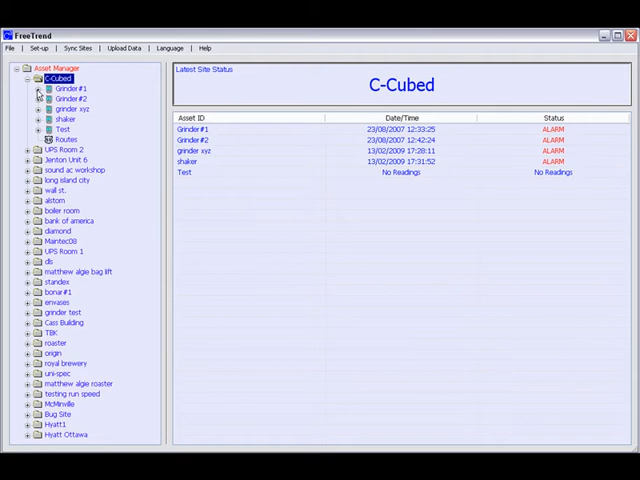 FreeTrend
File Set-up Sync Sites Upload Data Language Help
Asset Manager
C-Cubed
Grinder#1
Grinder#2
grinder xyz
shaker
Test
Routes
UPS Room 2
Jenton Unit 6
sound ac workshop
long island city
wall st.
alstom
boiler room
bank of america
diamond
Maintec08
UPS Room 1
dls
matthew algie bag lift
standex
bonar#1
envases
grinder test
Cass Building
TBK
roaster
origin
royal brewery
uni-spec
matthew algie roaster
testing run speed
McMinville
Bug Site
Hyatt1
Hyatt Ottawa
Latest Site Status
C-Cubed
Asset ID Date/Time Status
Grinder#1 23/08/2007 12:33:25 ALARM
Grinder#2 23/08/2007 12:42:24 ALARM
grinder xyz 13/02/2009 17:28:11 ALARM
shaker 13/02/2009 17:31:52 ALARM
Test No Readings No Readings